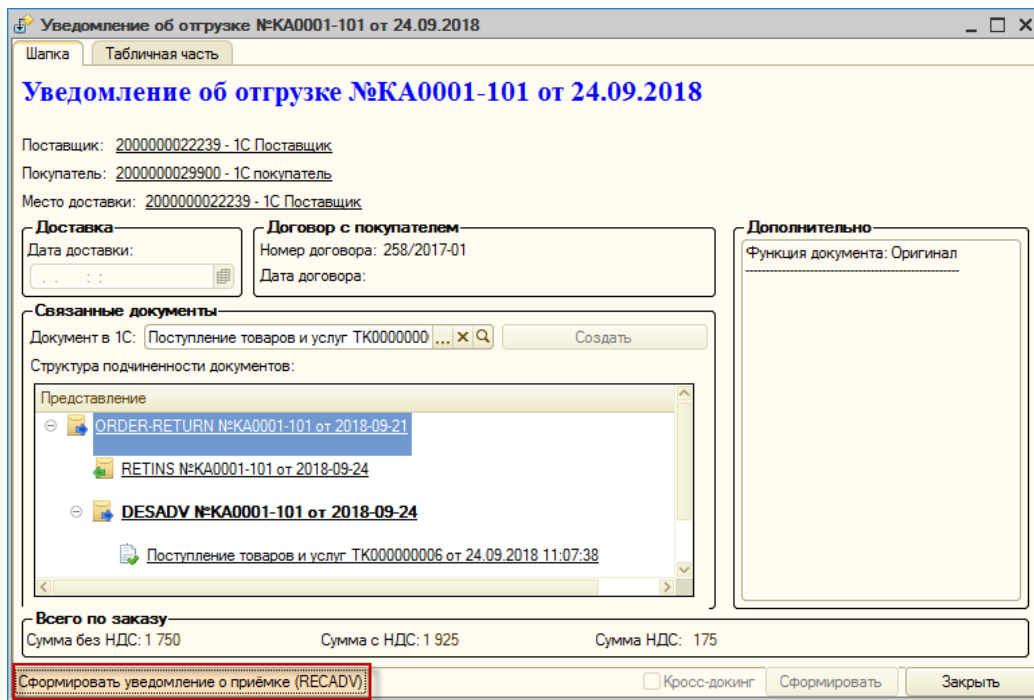 Уведомление об отгрузке №КА0001-101 от 24.09.2018
Шапка Табличная часть
Уведомление об отгрузке №КА0001-101 от 24.09.2018
Поставщик: 2000000022239 - 1С Поставщик
Покупатель: 2000000029900 - 1С покупатель
Место доставки: 2000000022239 - 1С Поставщик
Доставка Договор с покупателем Дополнительно
Дата доставки: Номер договора: 258/2017-01 Функция документа: Оригинал
. . : : Дата договора:
Связанные документы
Документ в 1С: Поступление товаров и услуг ТК0000000 ... Создать
Структура подчиненности документов:
Представление
ORDER-RETURN №КА0001-101 от 2018-09-21
RETINS №КА0001-101 от 2018-09-24
DESADV №КА0001-101 от 2018-09-24
Поступление товаров и услуг ТК000000006 от 24.09.2018 11:07:38
Всего по заказу
Сумма без НДС: 1 750 Сумма с НДС: 1 925 Сумма НДС: 175
Сформировать уведомление о приёмке (RECADV) Кросс-докинг Сформировать Закрыть